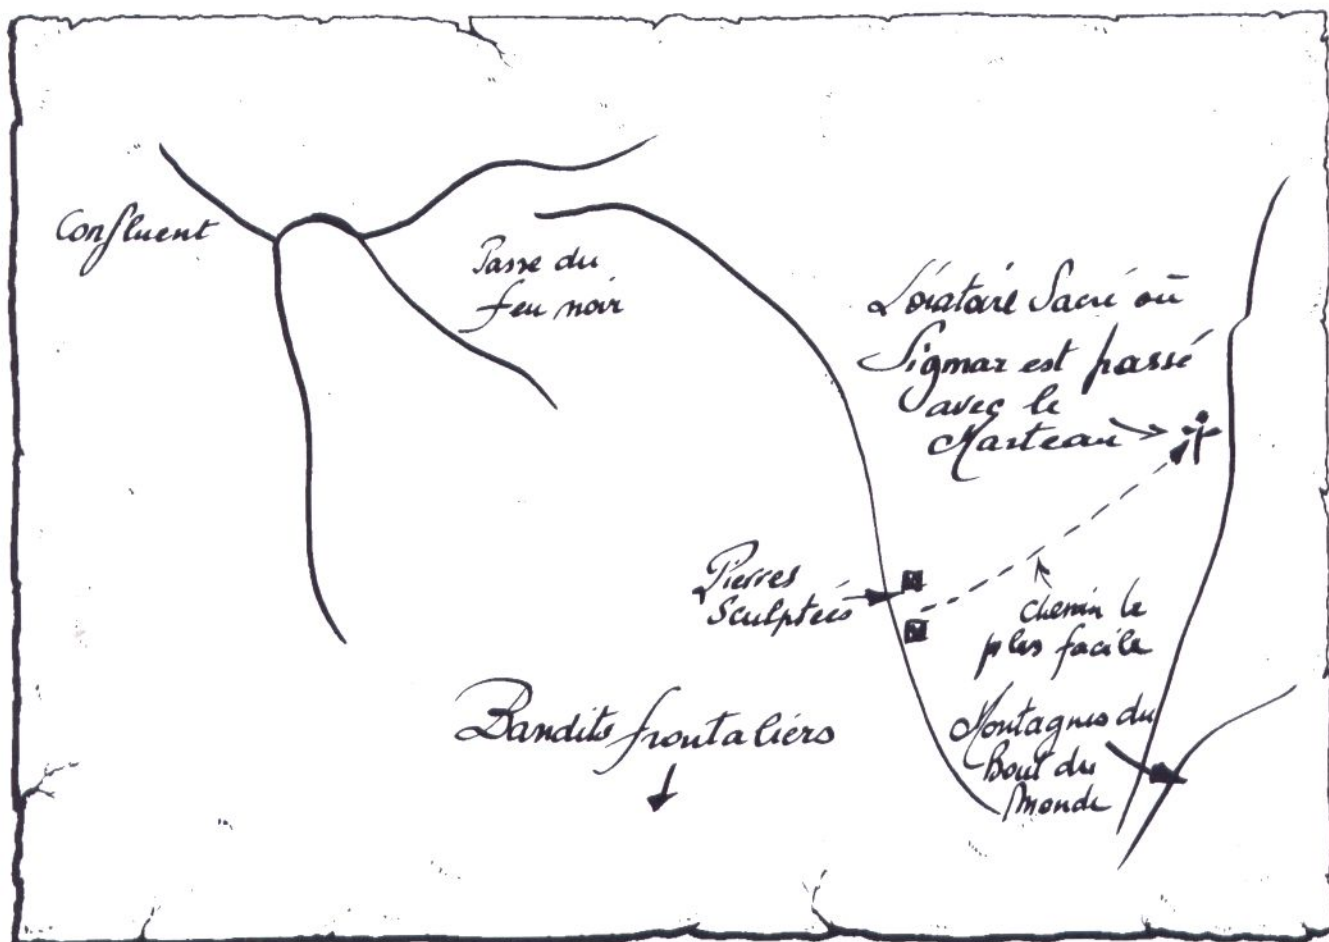 Confluent
Passe du
feu noir
L'oratoire Sacré où
Sigmar est passé
avec le
Marteau
Pierres
Sculptées
chemin le
plus facile
Bandits frontaliérs
Montagnes du
Bout du
Monde